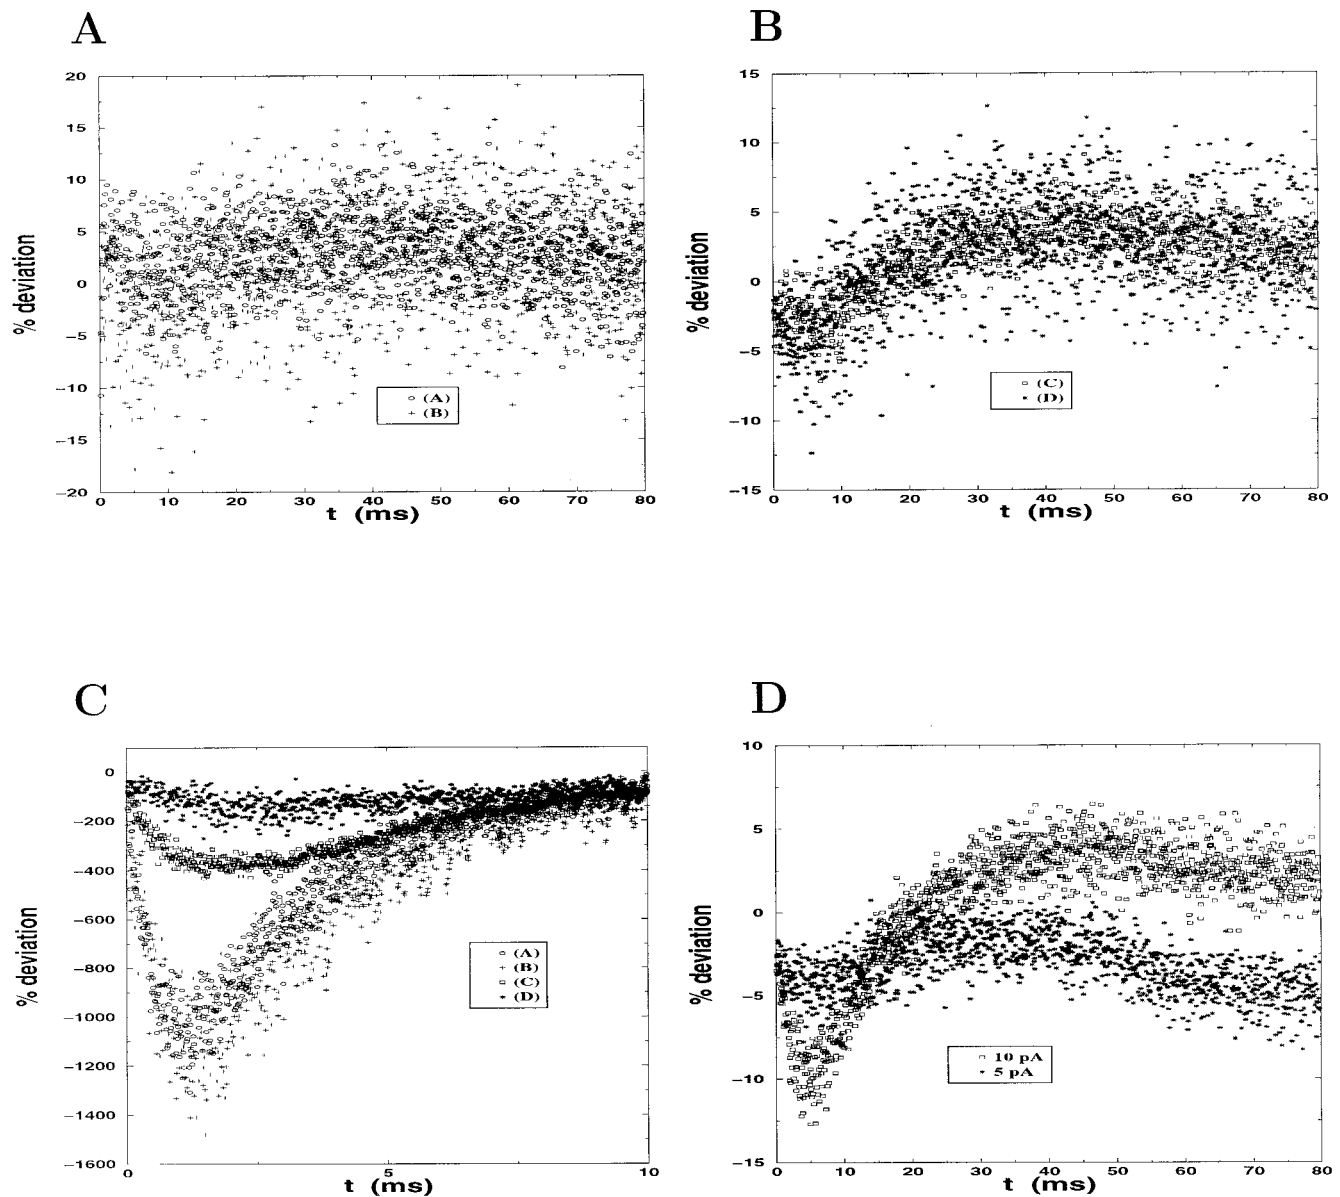 A
B
20
15
10
5
0
−5
−10
−15
−20
% deviation
(A)
(B)
0 10 20 30 40 50 60 70 80
t (ms)
15
10
5
0
−5
−10
−15
% deviation
(C)
(D)
0 10 20 30 40 50 60 70 80
t (ms)
C
D
0
−200
−400
−600
−800
−1000
−1200
−1400
−1600
% deviation
(A)
(B)
(C)
(D)
0 5 10
t (ms)
10
5
0
−5
−10
−15
% deviation
10 pA
5 pA
0 10 20 30 40 50 60 70 80
t (ms)